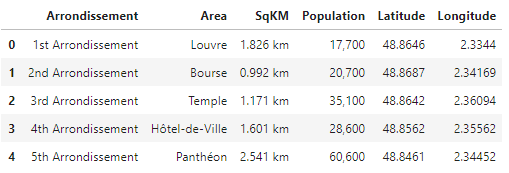 Arrondissement Area SqKM Population Latitude Longitude
0 1st Arrondissement Louvre 1.826 km 17,700 48.8646 2.3344
1 2nd Arrondissement Bourse 0.992 km 20,700 48.8687 2.34169
2 3rd Arrondissement Temple 1.171 km 35,100 48.8642 2.36094
3 4th Arrondissement Hôtel-de-Ville 1.601 km 28,600 48.8562 2.35562
4 5th Arrondissement Panthéon 2.541 km 60,600 48.8461 2.34452